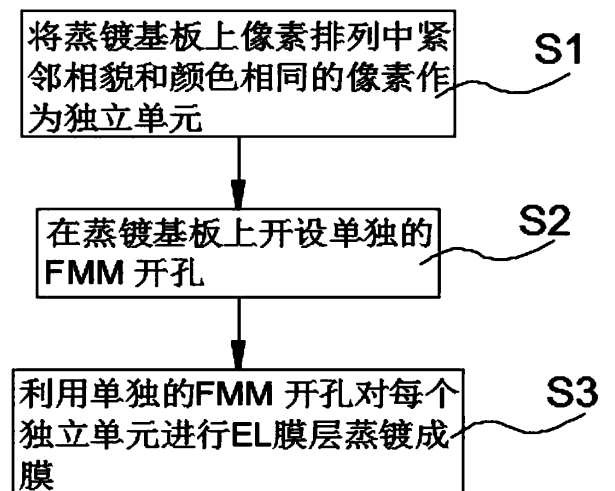 将蒸镀基板上像素排列中紧
邻相貌和颜色相同的像素作
为独立单元
S1
在蒸镀基板上开设单独的
FMM 开孔
S2
利用单独的FMM 开孔对每个
独立单元进行EL膜层蒸镀成
膜
S3